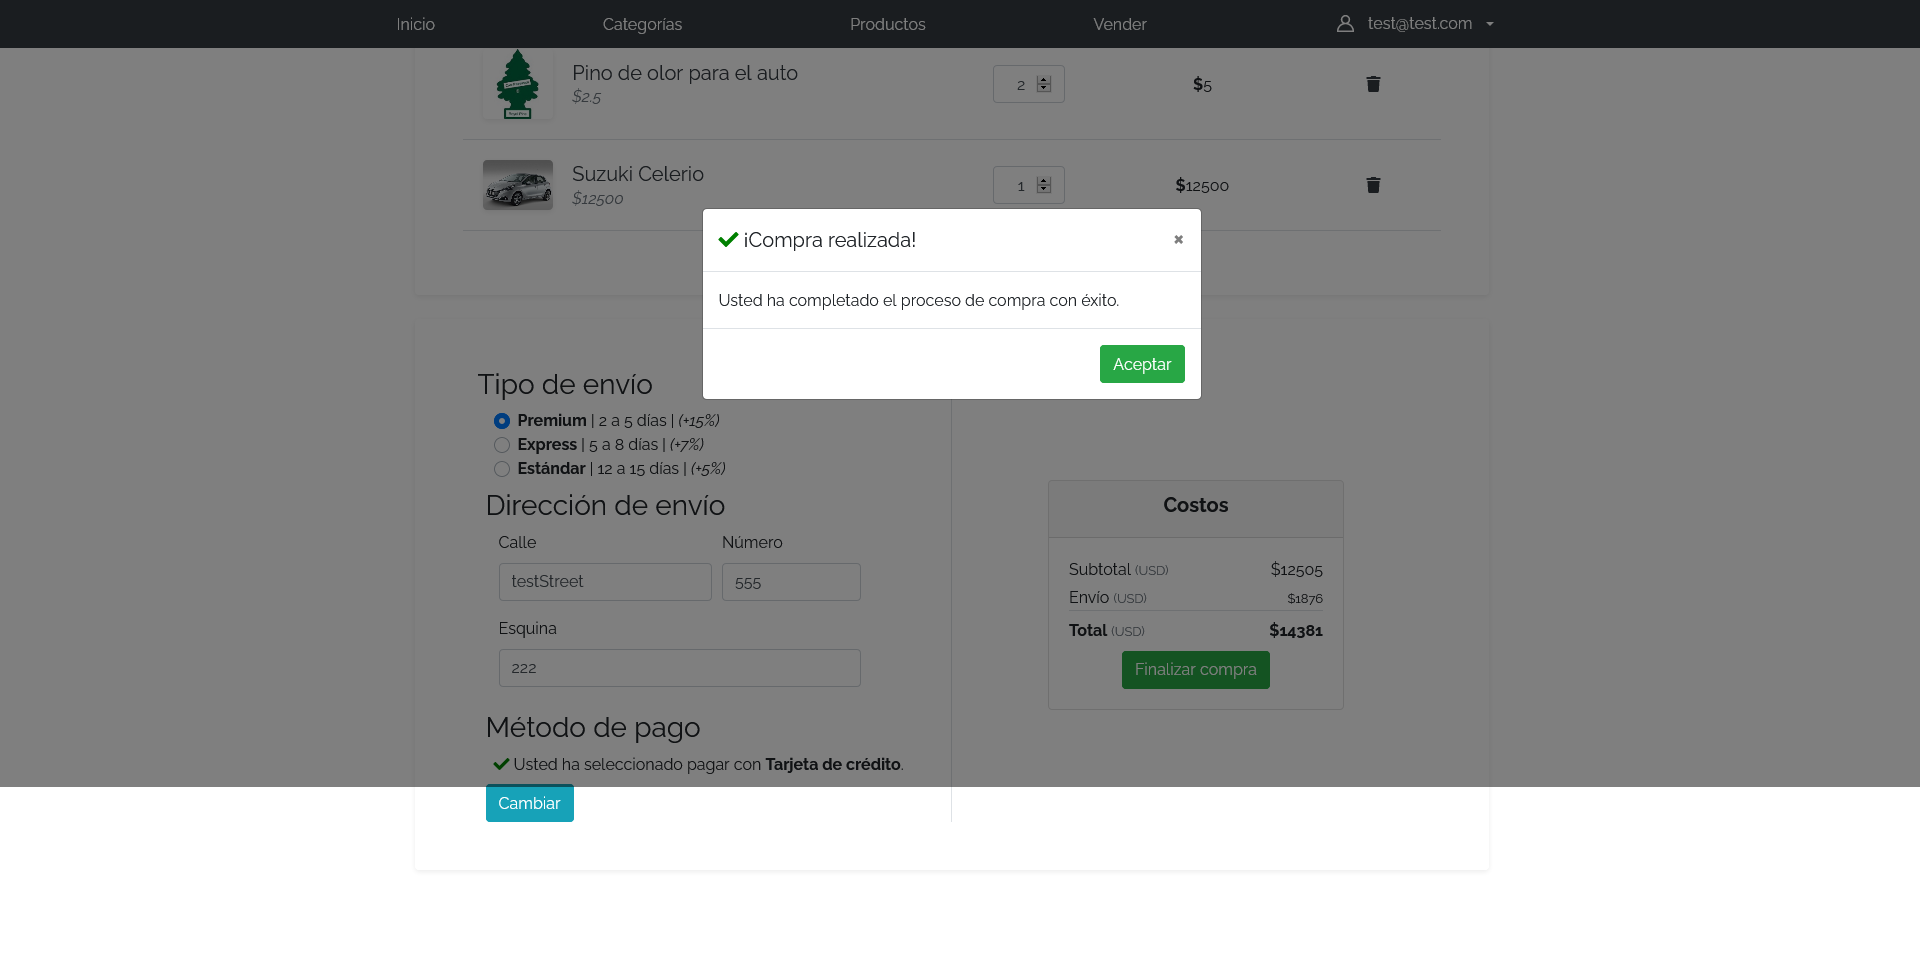 Inicio Categorías Productos Vender test@test.com
Pino de olor para el auto
$2.5
2
$5
Suzuki Celerio
$12500
1
$12500
¡Compra realizada!
×
Usted ha completado el proceso de compra con éxito.
Aceptar
Tipo de envío
Premium | 2 a 5 días | (+15%)
Express | 5 a 8 días | (+7%)
Estándar | 12 a 15 días | (+5%)
Dirección de envío
Calle Número
testStreet 555
Esquina
222
Método de pago
Usted ha seleccionado pagar con Tarjeta de crédito.
Cambiar
Costos
Subtotal (USD) $12505
Envío (USD) $1876
Total (USD) $14381
Finalizar compra